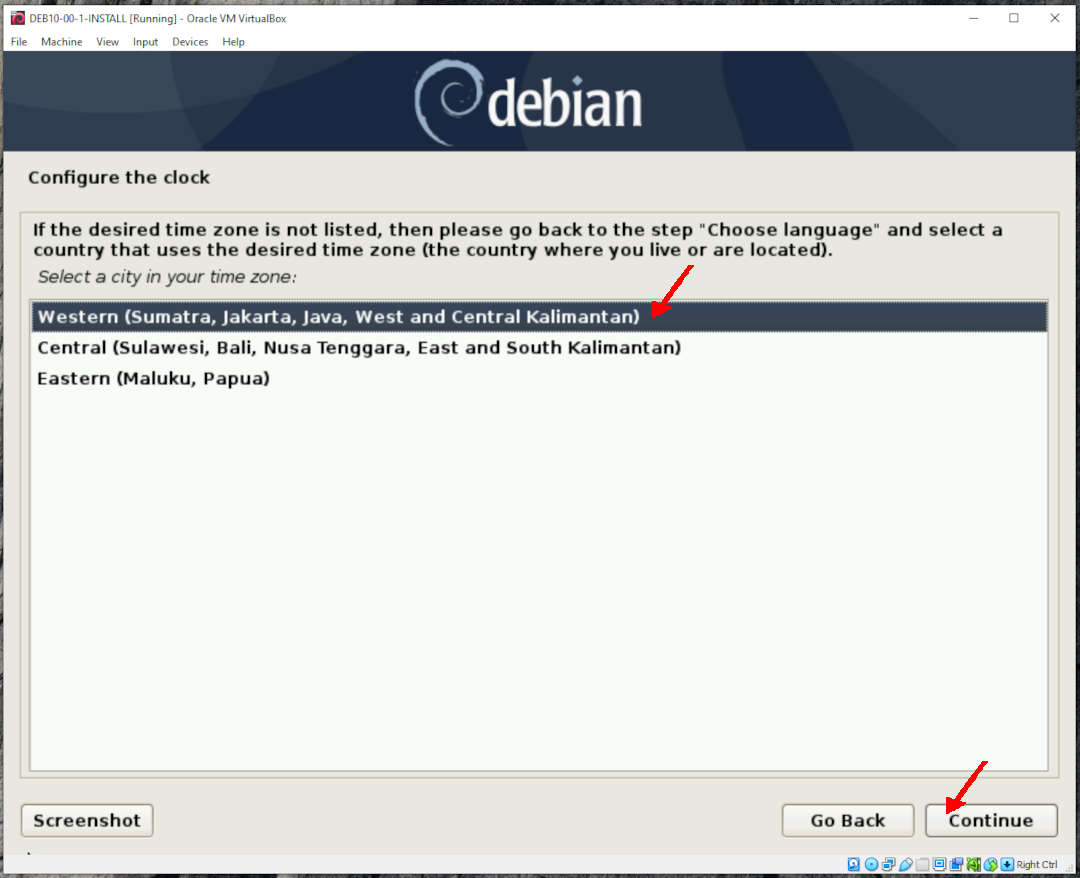 DEB10-00-1-INSTALL [Running] - Oracle VM VirtualBox
File Machine View Input Devices Help
debian
Configure the clock
If the desired time zone is not listed, then please go back to the step "Choose language" and select a
country that uses the desired time zone (the country where you live or are located).
Select a city in your time zone:
Western (Sumatra, Jakarta, Java, West and Central Kalimantan)
Central (Sulawesi, Bali, Nusa Tenggara, East and South Kalimantan)
Eastern (Maluku, Papua)
Screenshot Go Back Continue
Right Ctrl